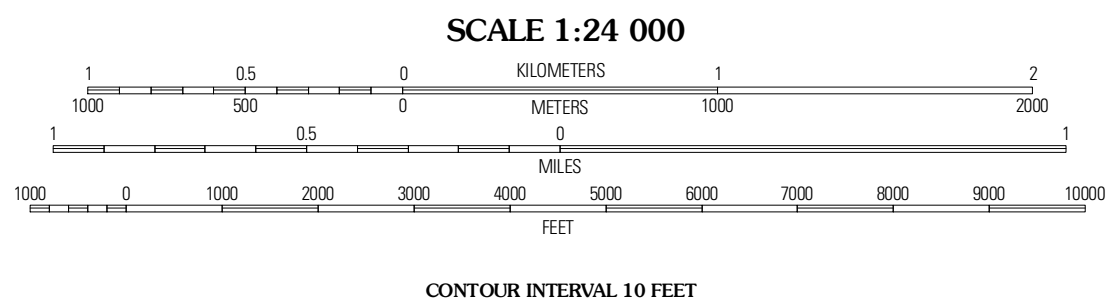 SCALE 1:24 000
KILOMETERS
1 0.5 0 1 2
1000 500 0 METERS 1000 2000
1 0.5 0 1
MILES
1000 0 1000 2000 3000 4000 5000 6000 7000 8000 9000 10000
FEET
CONTOUR INTERVAL 10 FEET